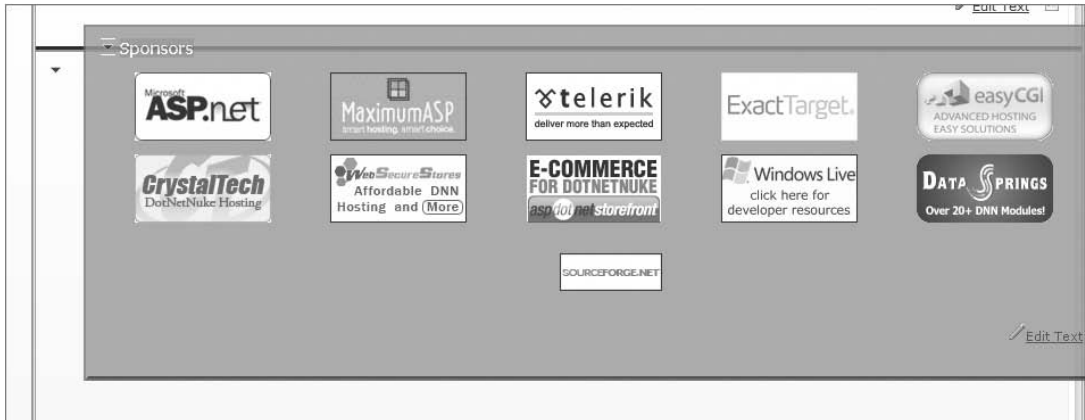 Edit Text
Sponsors
Microsoft
ASP.net
MaximumASP
smart hosting. smart choice.
telerik
deliver more than expected
ExactTarget.
easyCGI
ADVANCED HOSTING
EASY SOLUTIONS
CrystalTech
DotNetNuke Hosting
WebSecureStores
Affordable DNN
Hosting and More
E-COMMERCE
FOR DOTNETNUKE
aspdotnetstorefront
Windows Live
click here for
developer resources
DATA SPRINGS
Over 20+ DNN Modules!
SOURCEFORGE.NET
Edit Text